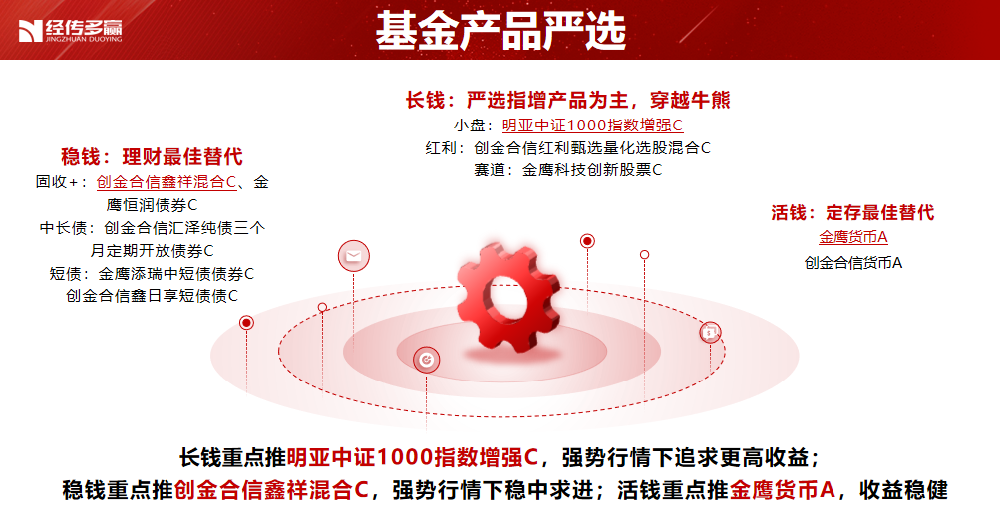 经传多赢
JINGZHUAN DUOYING
基金产品严选
长钱：严选指增产品为主，穿越牛熊
小盘：明亚中证1000指数增强C
红利：创金合信红利甄选量化选股混合C
赛道：金鹰科技创新股票C
稳钱：理财最佳替代
固收+：创金合信鑫祥混合C、金
鹰恒润债券C
中长债：创金合信汇泽纯债三个
月定期开放债券C
短债：金鹰添瑞中短债债券C
创金合信鑫日享短债债C
活钱：定存最佳替代
金鹰货币A
创金合信货币A
长钱重点推明亚中证1000指数增强C，强势行情下追求更高收益；
稳钱重点推创金合信鑫祥混合C，强势行情下稳中求进；活钱重点推金鹰货币A，收益稳健